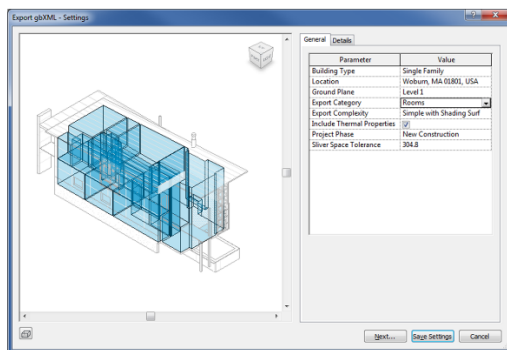 Export gbXML - Settings
General
Details
Parameter
Value
Building Type
Single Family
Location
Woburn, MA 01801, USA
Ground Plane
Level 1
Export Category
Rooms
Export Complexity
Simple with Shading Surf
Include Thermal Properties
Project Phase
New Construction
Sliver Space Tolerance
304.8
Next...
Save Settings
Cancel